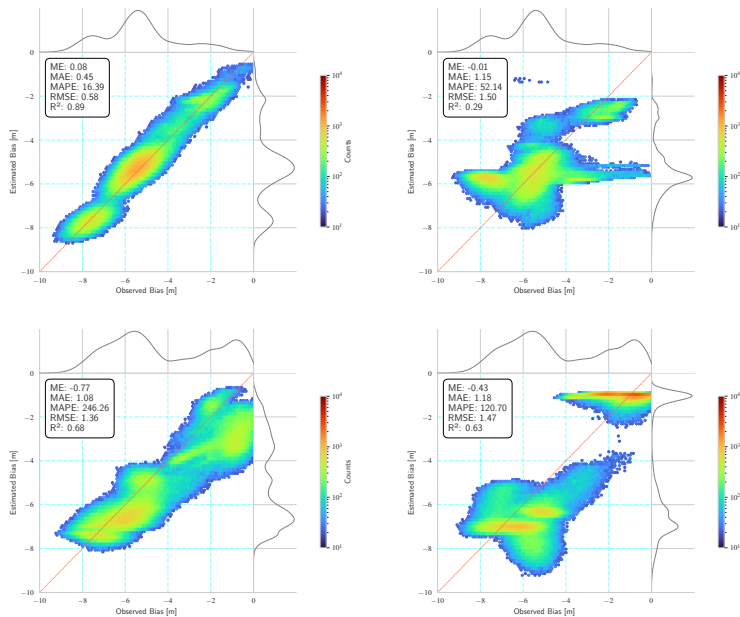 ME: 0.08
MAE: 0.45
MAPE: 16.39
RMSE: 0.58
R²: 0.89
0
−2
−4
−6
−8
−10
Estimated Bias [m]
−10 −8 −6 −4 −2 0
Observed Bias [m]
10⁴
10³
10²
10¹
Counts
ME: -0.01
MAE: 1.15
MAPE: 52.14
RMSE: 1.50
R²: 0.29
0
−2
−4
−6
−8
−10
Estimated Bias [m]
−10 −8 −6 −4 −2 0
Observed Bias [m]
10⁴
10³
10²
10¹
ME: -0.77
MAE: 1.08
MAPE: 246.26
RMSE: 1.36
R²: 0.68
0
−2
−4
−6
−8
−10
Estimated Bias [m]
−10 −8 −6 −4 −2 0
Observed Bias [m]
10⁴
10³
10²
10¹
Counts
ME: -0.43
MAE: 1.18
MAPE: 120.70
RMSE: 1.47
R²: 0.63
0
−2
−4
−6
−8
−10
Estimated Bias [m]
−10 −8 −6 −4 −2 0
Observed Bias [m]
10⁴
10³
10²
10¹